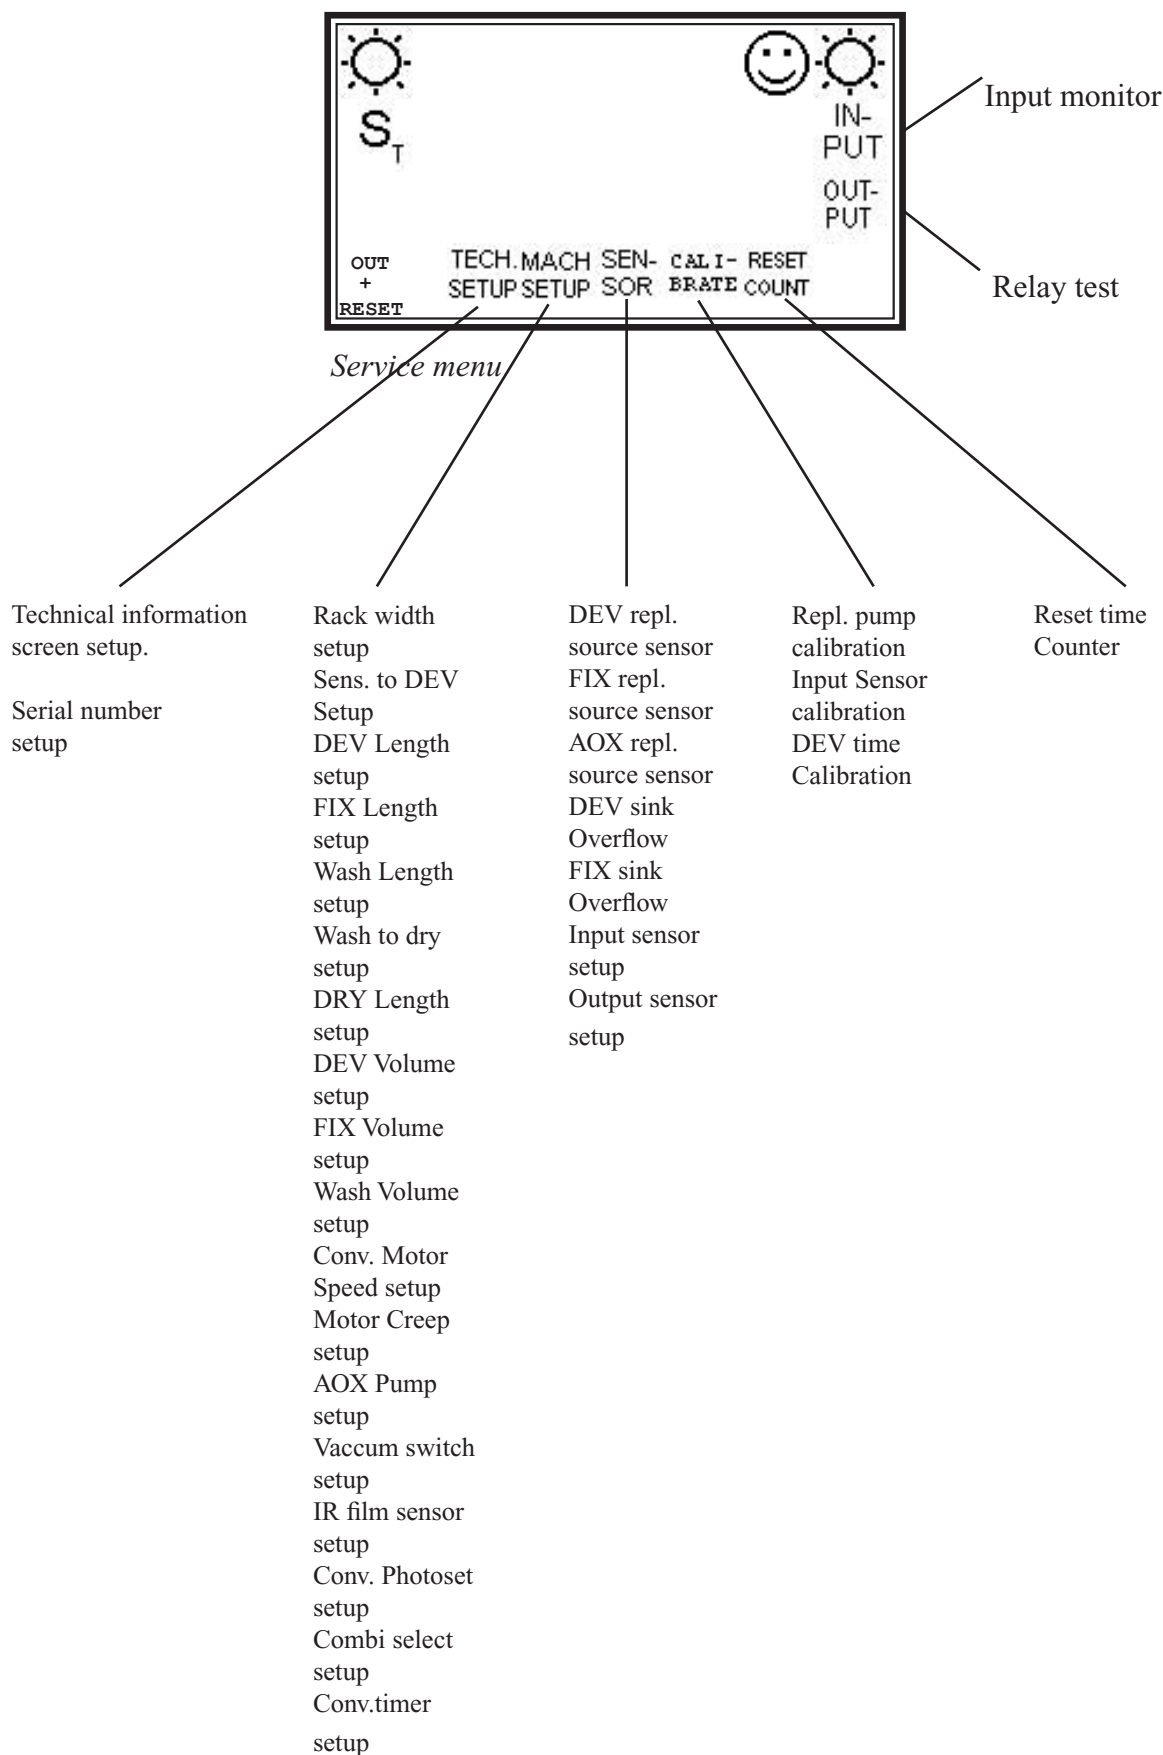 S T
IN-
PUT
OUT-
PUT
OUT
+
RESET
TECH.
SETUP
MACH
SETUP
SEN-
SOR
CALI-
BRATE
RESET
COUNT
Input monitor
Relay test
Service menu
Technical information
screen setup.
Serial number
setup
Rack width
setup
Sens. to DEV
Setup
DEV Length
setup
FIX Length
setup
Wash Length
setup
Wash to dry
setup
DRY Length
setup
DEV Volume
setup
FIX Volume
setup
Wash Volume
setup
Conv. Motor
Speed setup
Motor Creep
setup
AOX Pump
setup
Vaccum switch
setup
IR film sensor
setup
Conv. Photoset
setup
Combi select
setup
Conv.timer
setup
DEV repl.
source sensor
FIX repl.
source sensor
AOX repl.
source sensor
DEV sink
Overflow
FIX sink
Overflow
Input sensor
setup
Output sensor
setup
Repl. pump
calibration
Input Sensor
calibration
DEV time
Calibration
Reset time
Counter